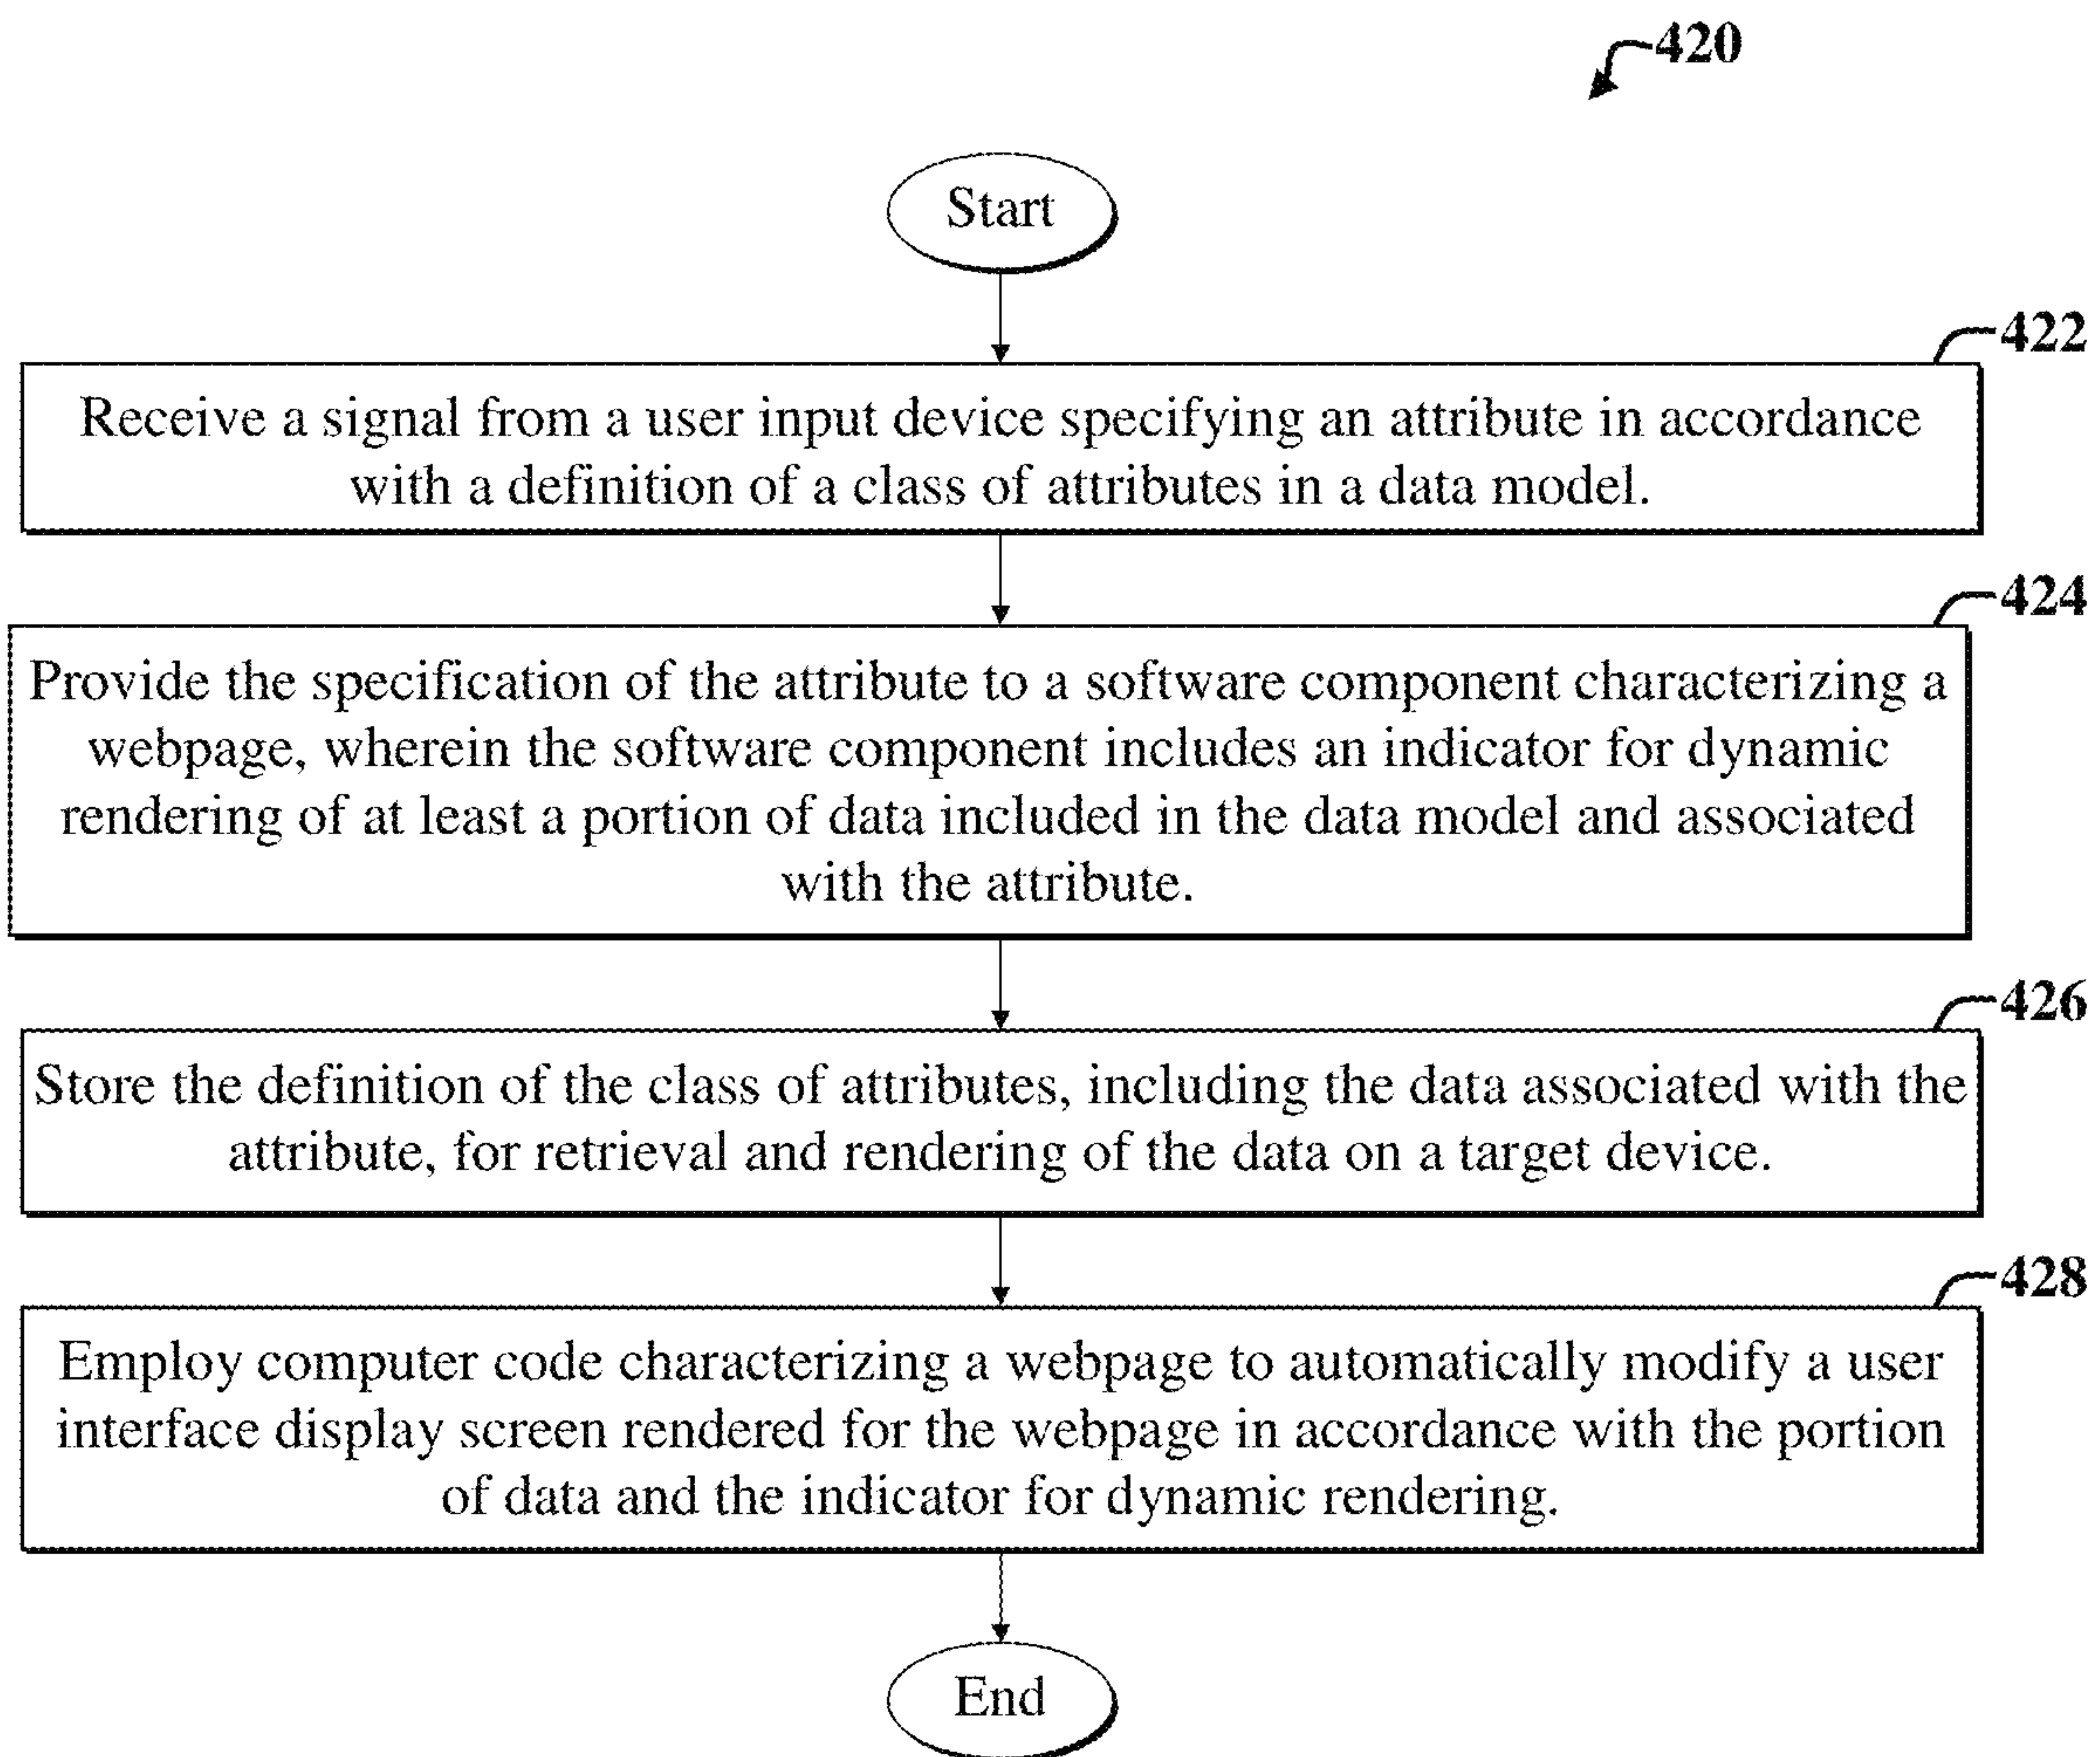 420
Start
422
Receive a signal from a user input device specifying an attribute in accordance
with a definition of a class of attributes in a data model.
424
Provide the specification of the attribute to a software component characterizing a
webpage, wherein the software component includes an indicator for dynamic
rendering of at least a portion of data included in the data model and associated
with the attribute.
426
Store the definition of the class of attributes, including the data associated with the
attribute, for retrieval and rendering of the data on a target device.
428
Employ computer code characterizing a webpage to automatically modify a user
interface display screen rendered for the webpage in accordance with the portion
of data and the indicator for dynamic rendering.
End